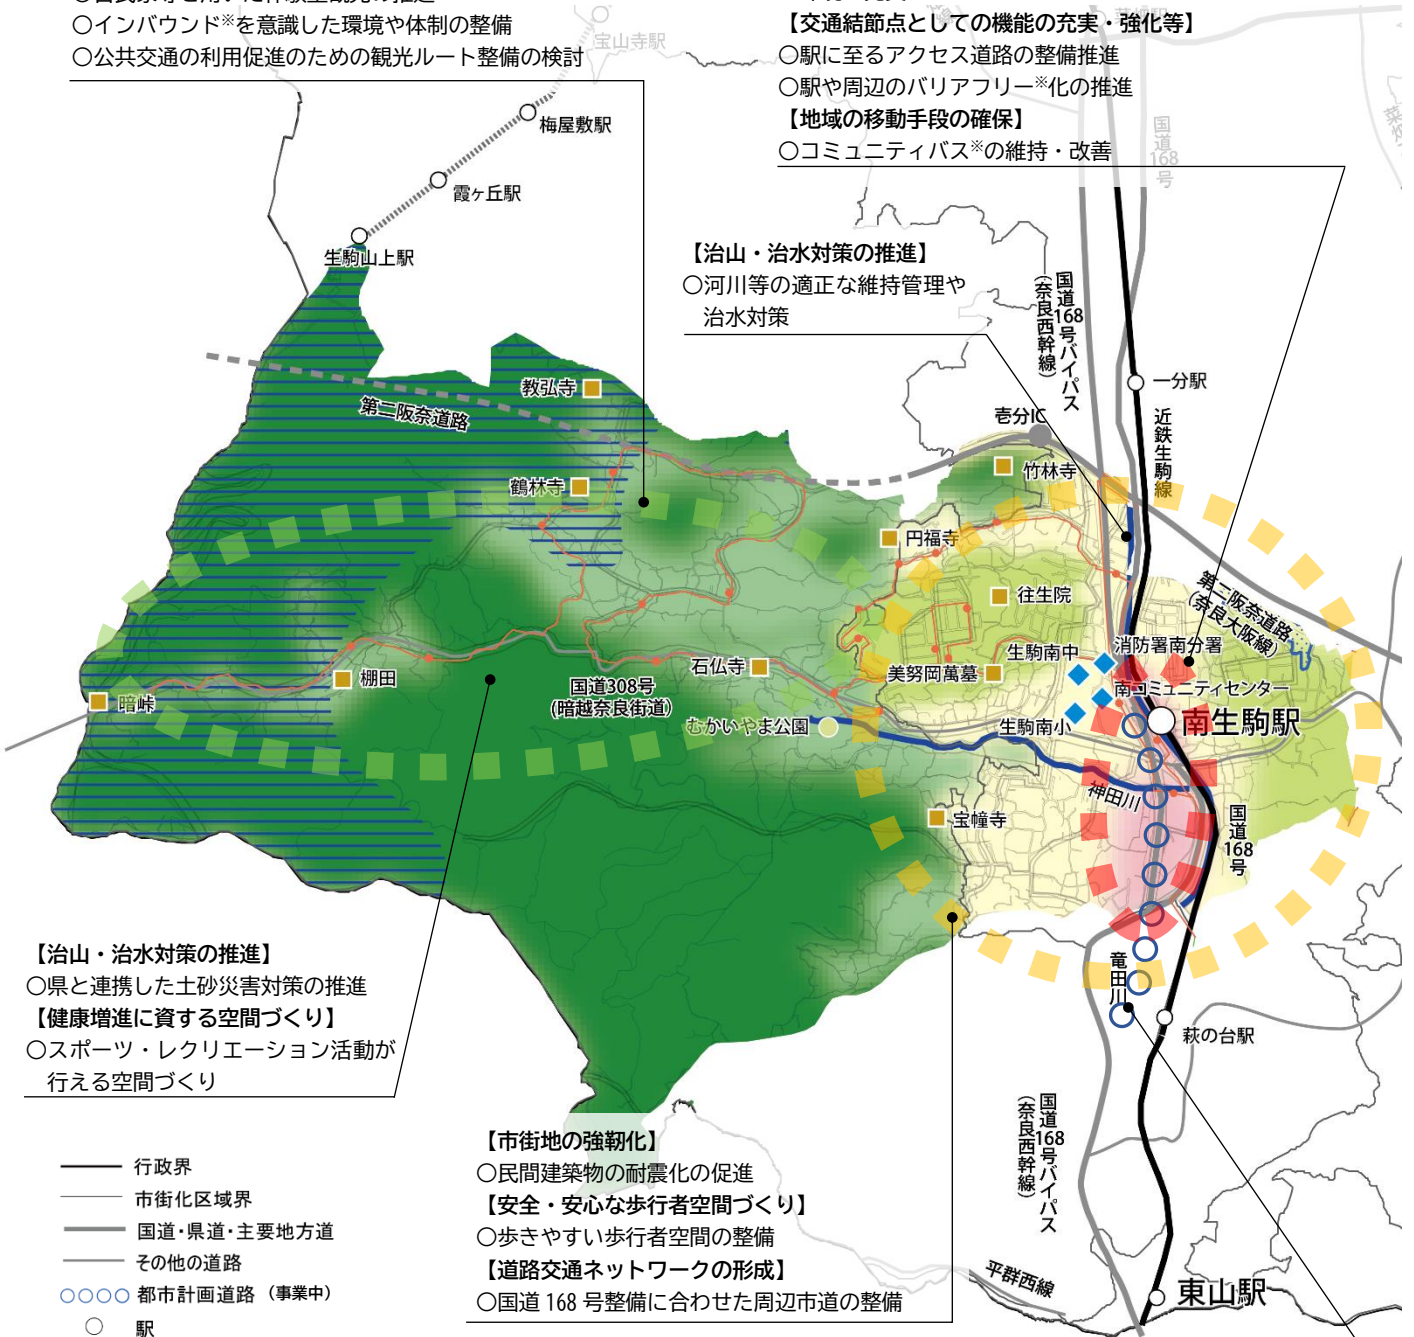 ○インバウンド※を意識した環境や体制の整備
○公共交通の利用促進のための観光ルート整備の検討
【交通結節点としての機能の充実・強化等】
○駅に至るアクセス道路の整備推進
○駅や周辺のバリアフリー※化の推進
【地域の移動手段の確保】
○コミュニティバス※の維持・改善
宝山寺駅
梅屋敷駅
霞ヶ丘駅
生駒山上駅
国道168号
【治山・治水対策の推進】
○河川等の適正な維持管理や
治水対策
国道168号バイパス
(奈良西幹線)
一分駅
近鉄生駒線
壱分IC
教弘寺
第二阪奈道路
鶴林寺
竹林寺
円福寺
往生院
第二阪奈道路
(奈良大阪線)
消防署南分署
生駒南中
美努岡萬墓
南コミュニティセンター
石仏寺
棚田
暗峠
国道308号
(暗越奈良街道)
むかいやま公園
生駒南小
南生駒駅
神田川
宝幢寺
国道168号
竜田川
萩の台駅
【治山・治水対策の推進】
○県と連携した土砂災害対策の推進
【健康増進に資する空間づくり】
○スポーツ・レクリエーション活動が
行える空間づくり
【市街地の強靭化】
○民間建築物の耐震化の促進
【安全・安心な歩行者空間づくり】
○歩きやすい歩行者空間の整備
【道路交通ネットワークの形成】
○国道168号整備に合わせた周辺市道の整備
国道168号バイパス
(奈良西幹線)
平群西線
東山駅
行政界
市街化区域界
国道・県道・主要地方道
その他の道路
都市計画道路（事業中）
駅